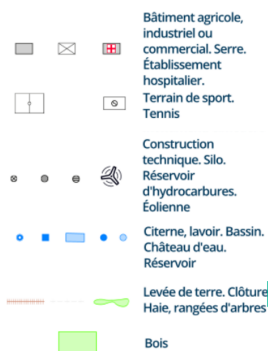 Bâtiment agricole,
industriel ou
commercial. Serre.
Établissement
hospitalier.
Terrain de sport.
Tennis
Construction
technique. Silo.
Réservoir
d'hydrocarbures.
Éolienne
Citerne, lavoir. Bassin.
Château d'eau.
Réservoir
Levée de terre. Clôture
Haie, rangées d'arbres
Bois